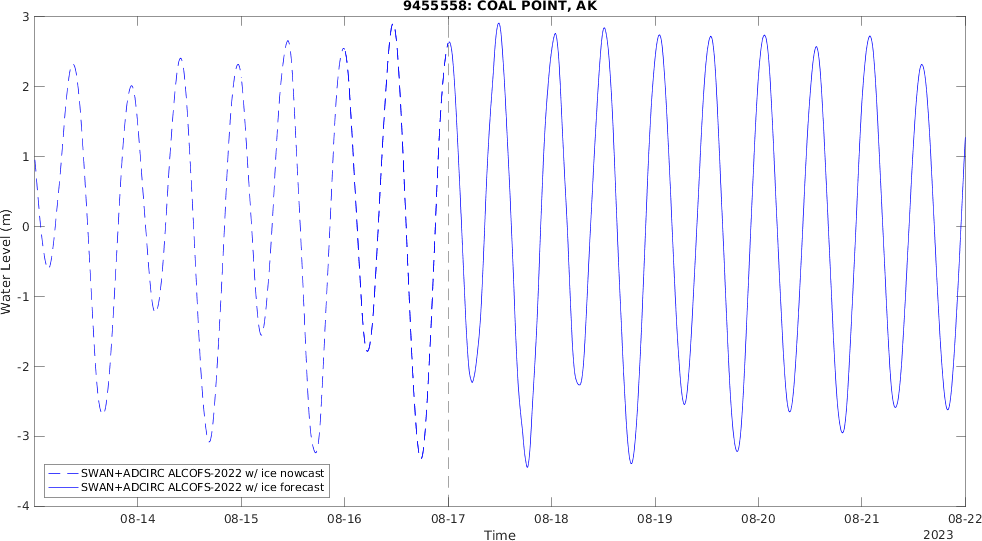 9455558: COAL POINT, AK
3
2
1
0
-1
-2
-3
-4
Water Level (m)
SWAN+ADCIRC ALCOFS-2022 w/ ice nowcast
SWAN+ADCIRC ALCOFS-2022 w/ ice forecast
08-14 08-15 08-16 08-17 08-18 08-19 08-20 08-21 08-22
Time
2023